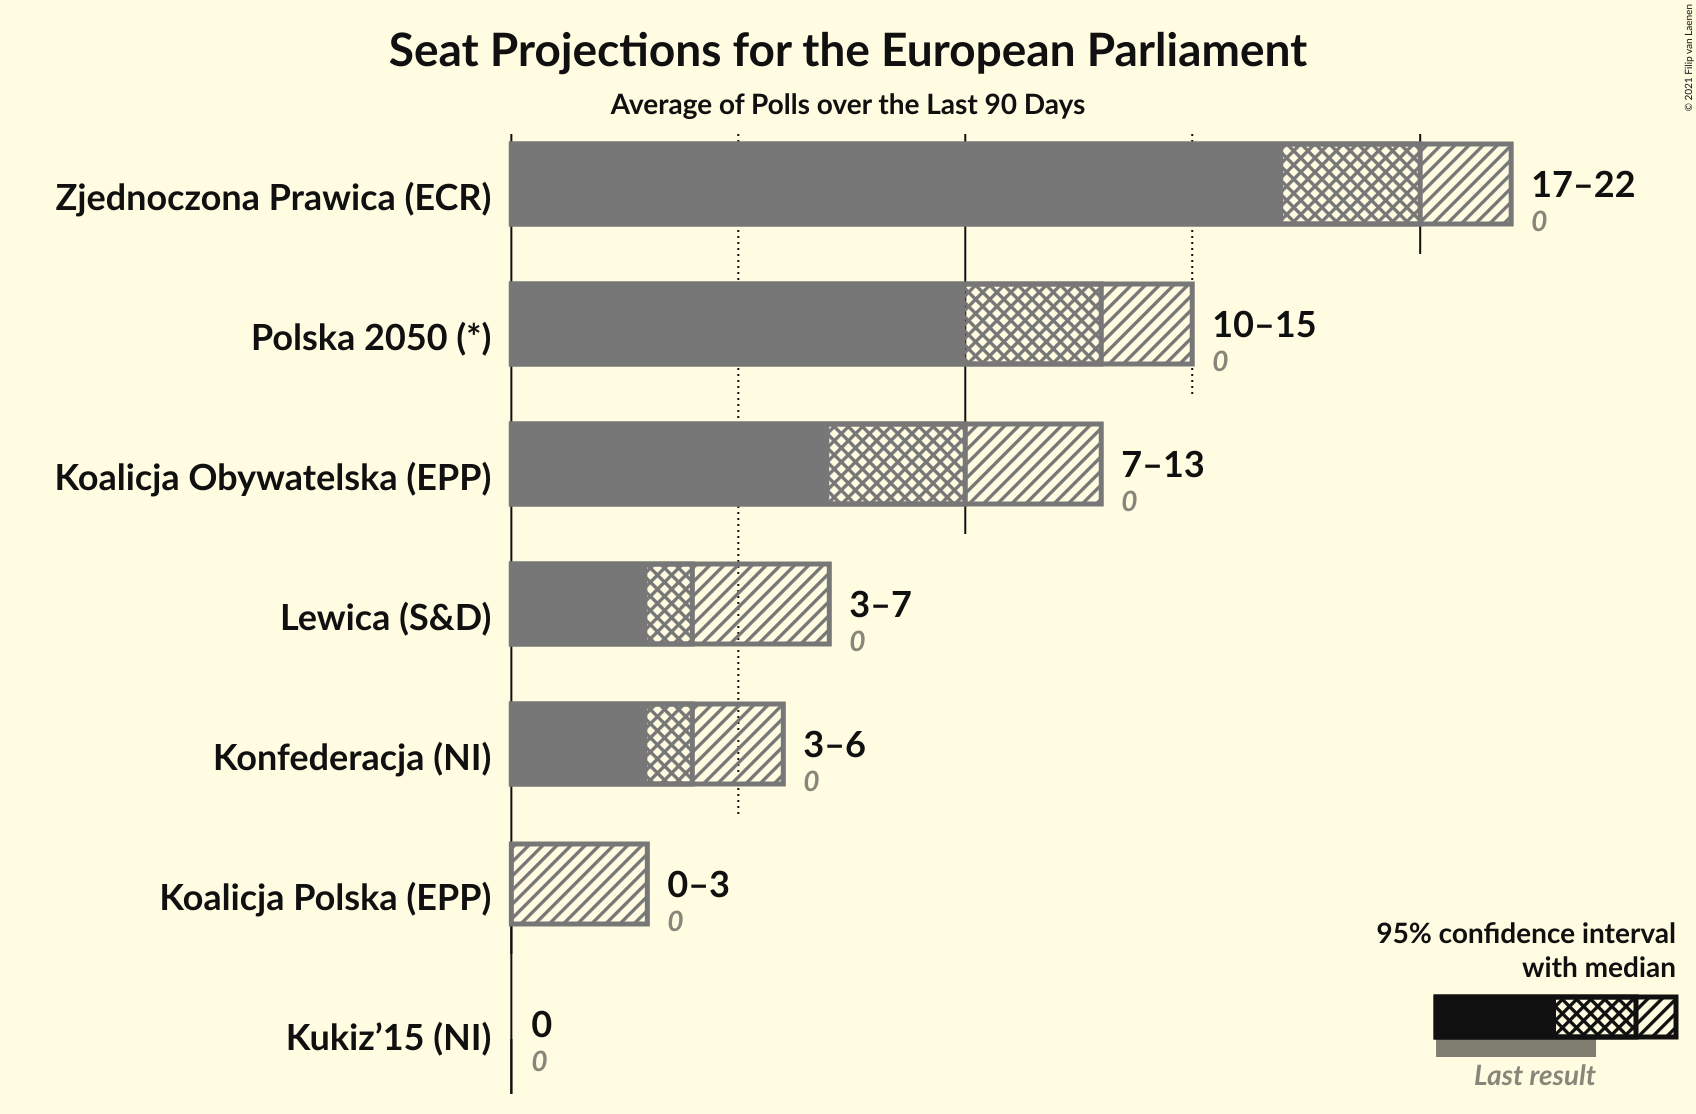 Seat Projections for the European Parliament
Average of Polls over the Last 90 Days
© 2021 Filip van Laenen
Zjednoczona Prawica (ECR)
17–22
0
Polska 2050 (*)
10–15
0
Koalicja Obywatelska (EPP)
7–13
0
Lewica (S&D)
3–7
0
Konfederacja (NI)
3–6
0
Koalicja Polska (EPP)
0–3
0
Kukiz’15 (NI)
0
0
95% confidence interval
with median
Last result